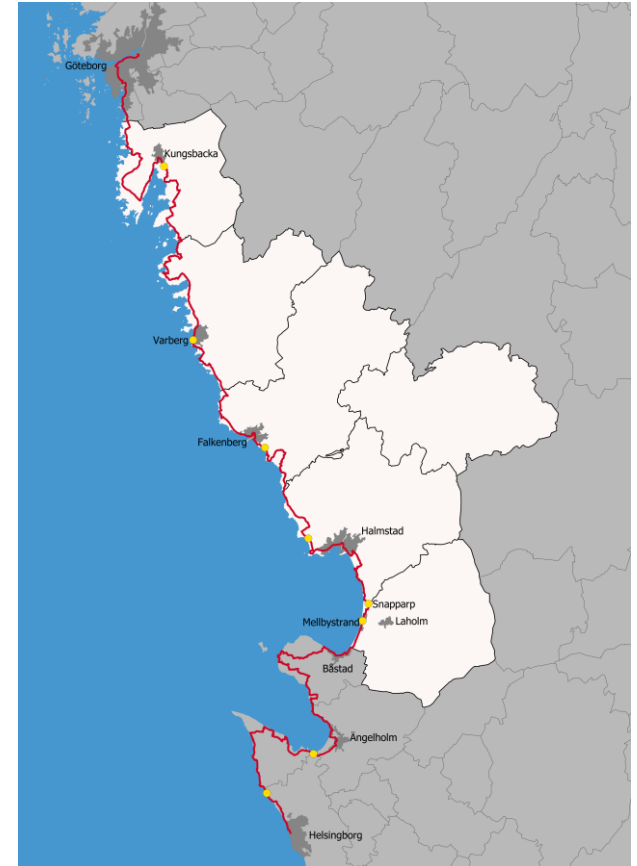 Göteborg
Kungsbacka
Varberg
Falkenberg
Halmstad
Snapparp
Mellbystrand
Laholm
Båstad
Ängelholm
Helsingborg